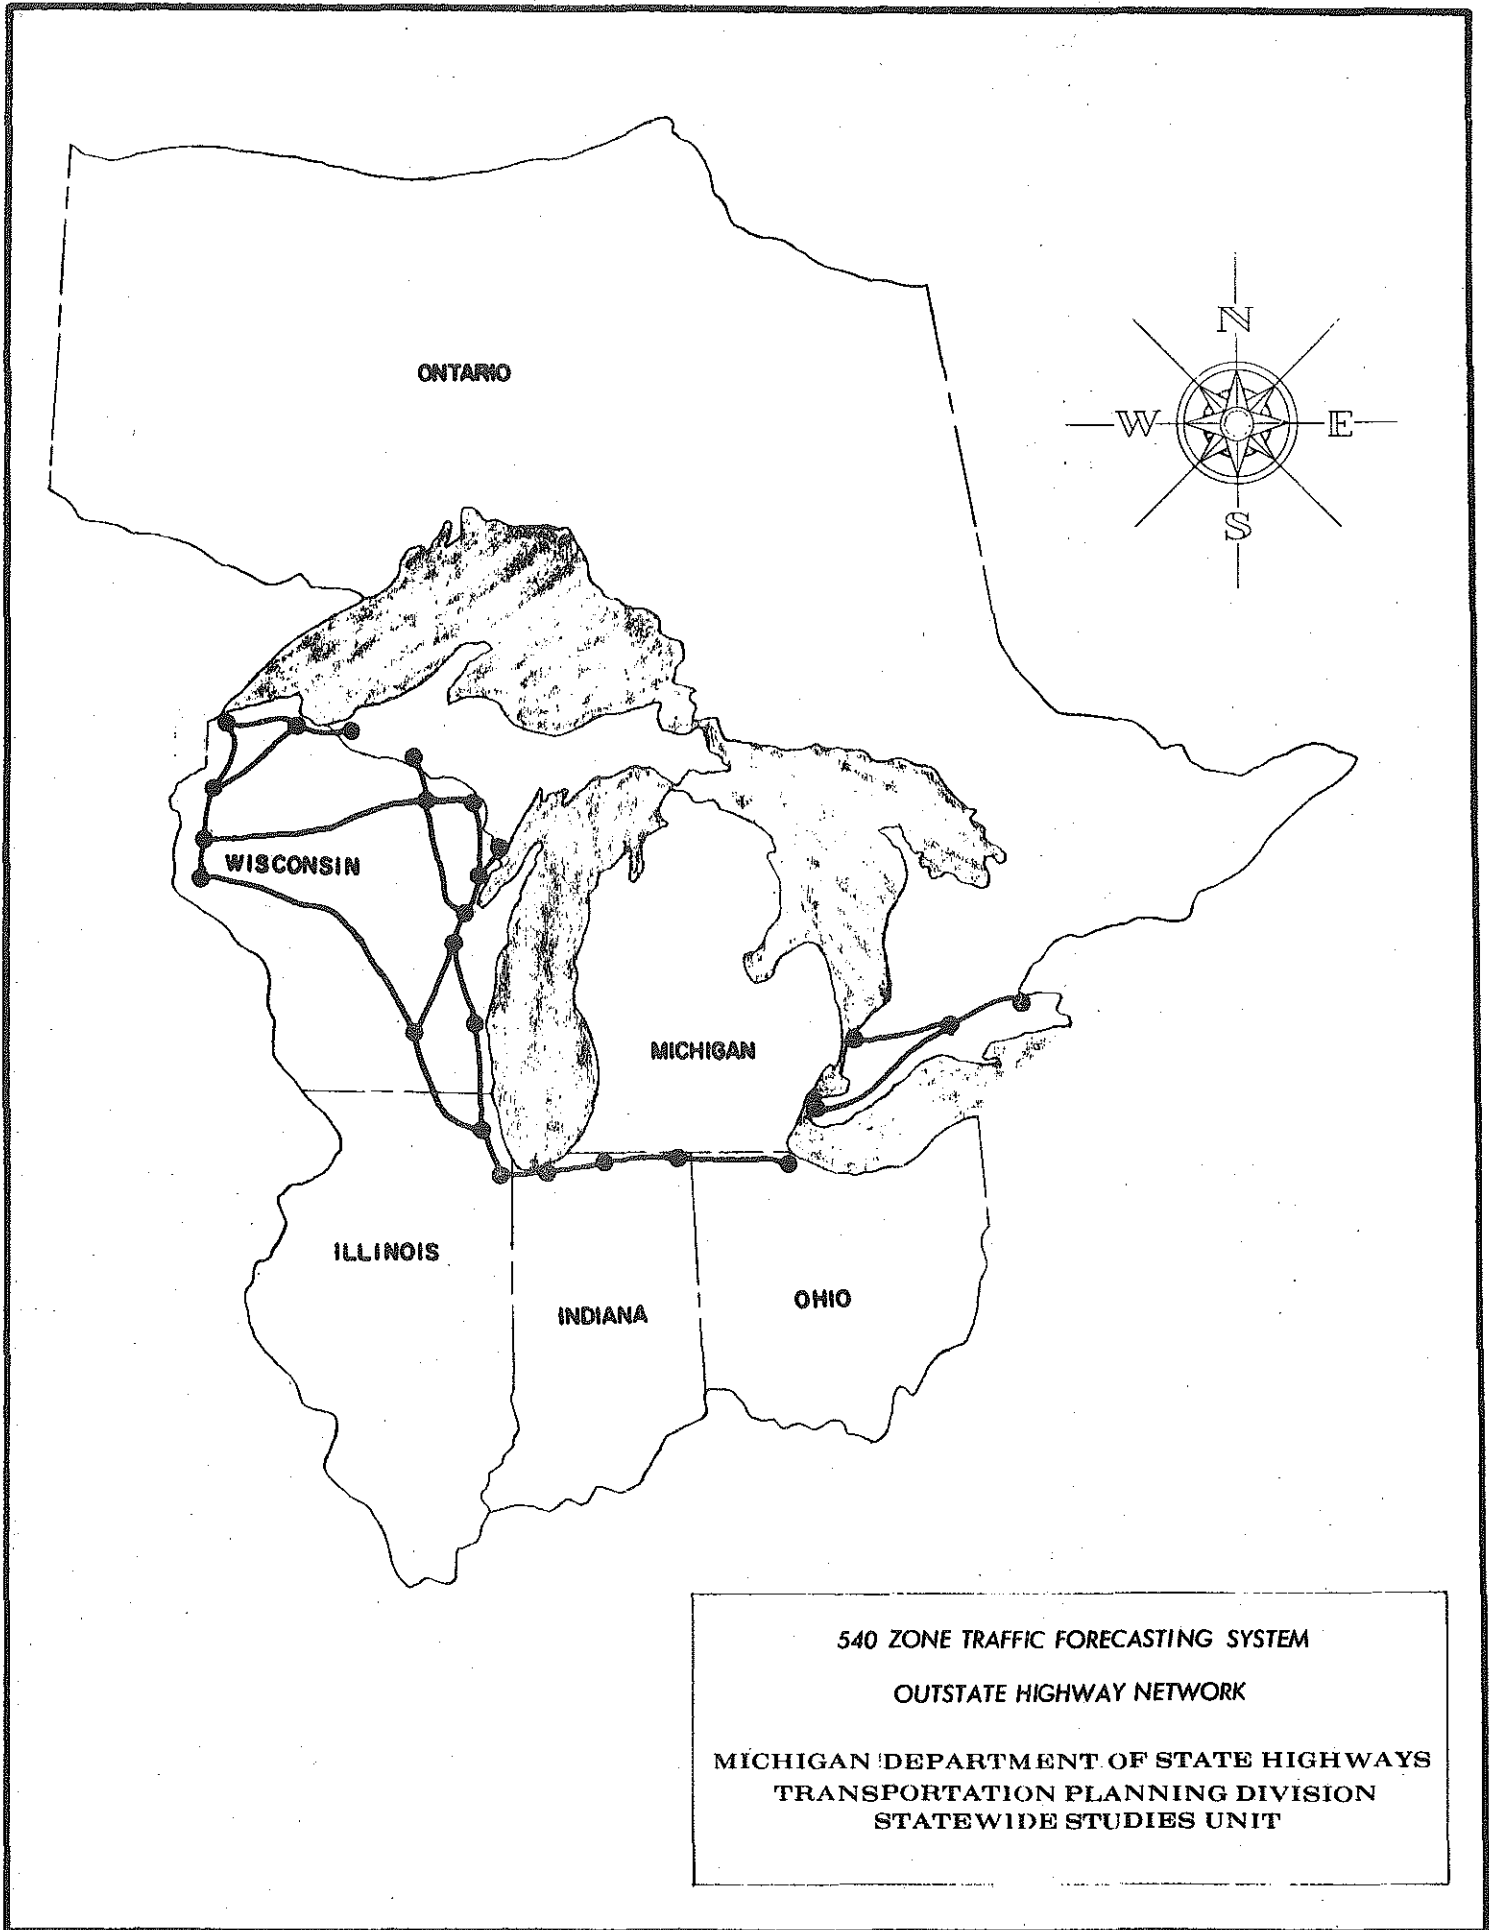 ONTARIO
N
W
E
S
WISCONSIN
MICHIGAN
ILLINOIS
INDIANA
OHIO
540 ZONE TRAFFIC FORECASTING SYSTEM
OUTSTATE HIGHWAY NETWORK
MICHIGAN DEPARTMENT OF STATE HIGHWAYS
TRANSPORTATION PLANNING DIVISION
STATEWIDE STUDIES UNIT